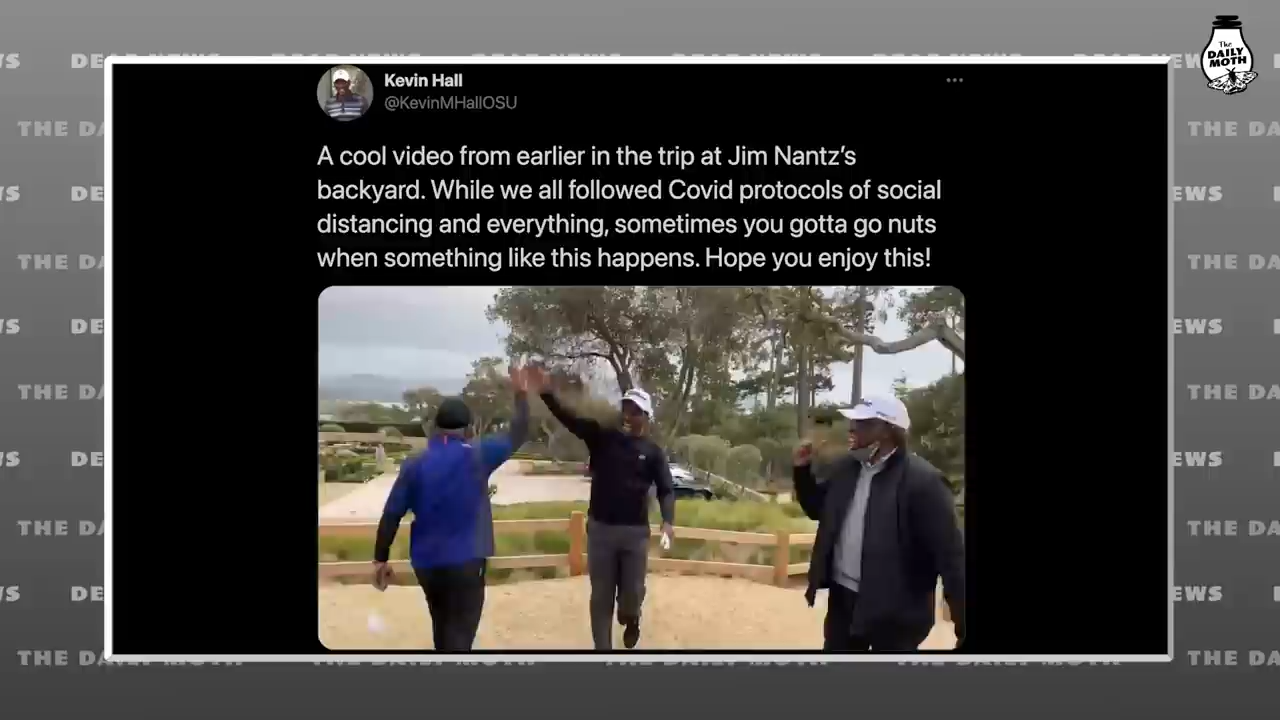 The
DAILY
MOTH
Kevin Hall
@KevinMHallOSU
A cool video from earlier in the trip at Jim Nantz's
backyard. While we all followed Covid protocols of social
distancing and everything, sometimes you gotta go nuts
when something like this happens. Hope you enjoy this!